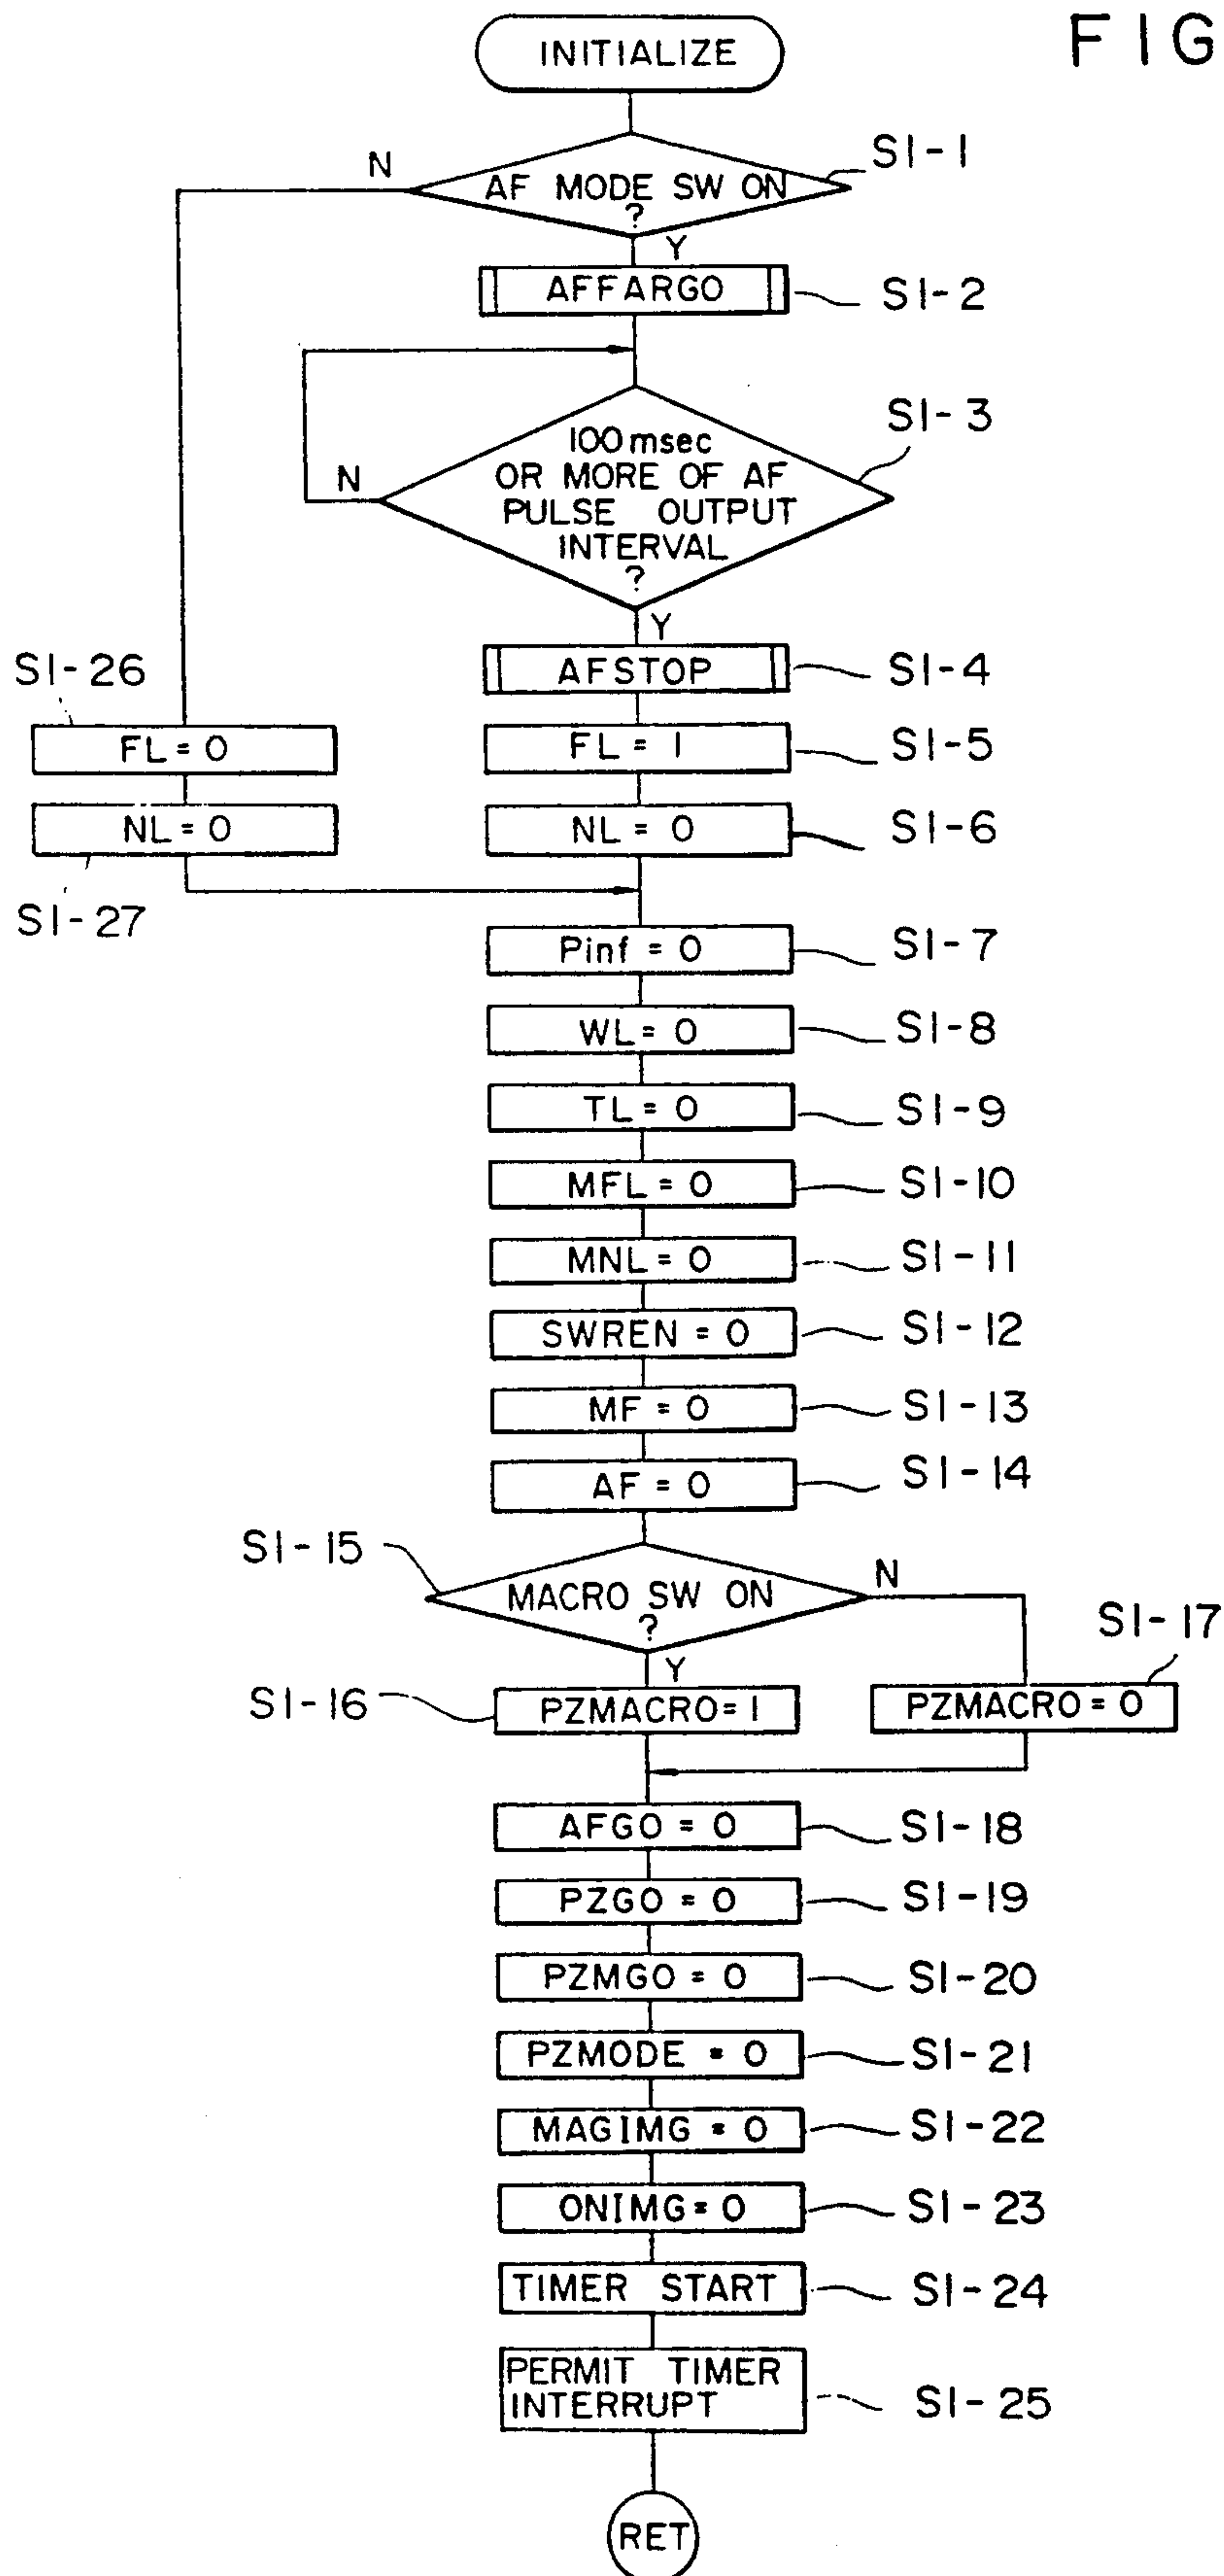 FIG
INITIALIZE
S1-1
N
AF MODE SW ON
?
Y
AFFARGO
S1-2
S1-3
100 msec
OR MORE OF AF
PULSE OUTPUT
INTERVAL
?
N
Y
AFSTOP
S1-4
S1-26
FL = 0
FL = 1
S1-5
NL = 0
NL = 0
S1-6
S1-27
Pinf = 0
S1-7
WL = 0
S1-8
TL = 0
S1-9
MFL = 0
S1-10
MNL = 0
S1-11
SWREN = 0
S1-12
MF = 0
S1-13
AF = 0
S1-14
S1-15
MACRO SW ON
?
N
Y
S1-17
S1-16
PZMACRO = 1
PZMACRO = 0
AFGO = 0
S1-18
PZGO = 0
S1-19
PZMGO = 0
S1-20
PZMODE = 0
S1-21
MAGIMG = 0
S1-22
ONIMG = 0
S1-23
TIMER START
S1-24
PERMIT TIMER
INTERRUPT
S1-25
RET